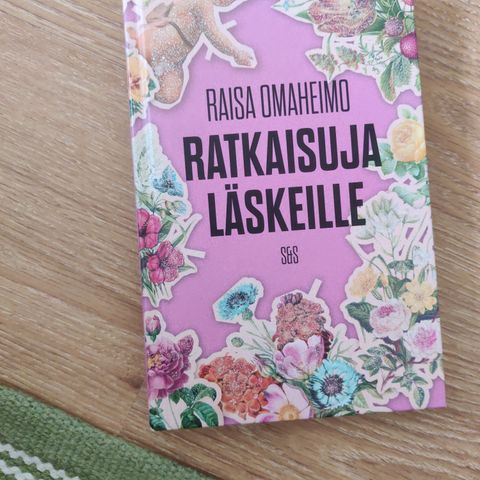 RAISA OMAHEIMO
RATKAISUJA
LÄSKEILLE
S&S